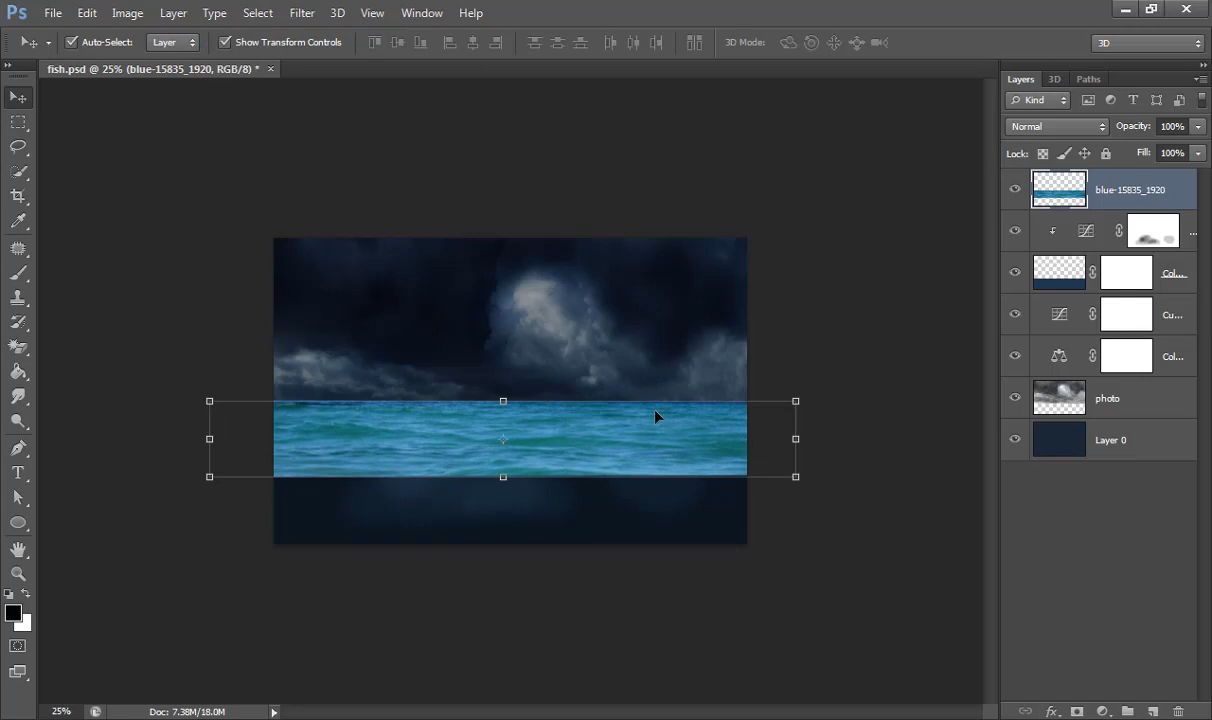 Ps File Edit Image Layer Type Select Filter 3D View Window Help
Auto-Select: Layer Show Transform Controls 3D Mode: 3D
fish.psd @ 25% (blue-15835_1920, RGB/8) *
Layers 3D Paths
Kind
Normal Opacity: 100%
Lock: Fill: 100%
blue-15835_1920
...
Col...
Cu...
Col...
photo
Layer 0
25% Doc: 7.38M/18.0M